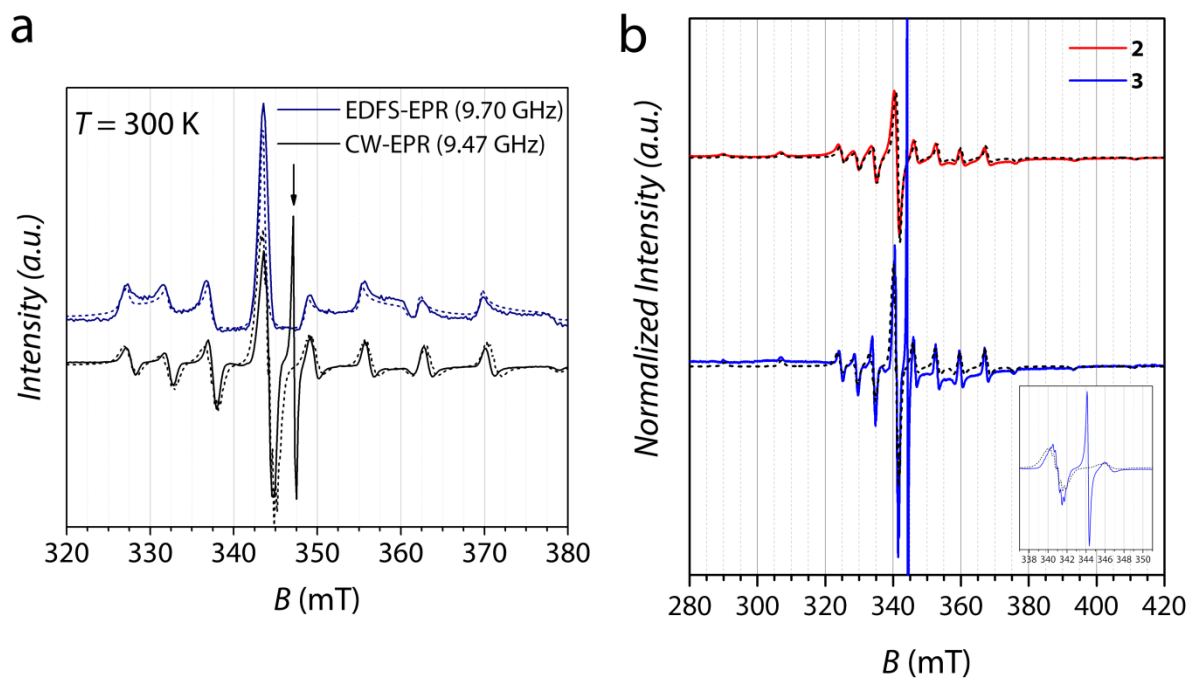 a
T = 300 K
EDFS-EPR (9.70 GHz)
CW-EPR (9.47 GHz)
Intensity (a.u.)
320 330 340 350 360 370 380
B (mT)
b
2
3
Normalized Intensity (a.u.)
338 340 342 344 346 348 350
280 300 320 340 360 380 400 420
B (mT)